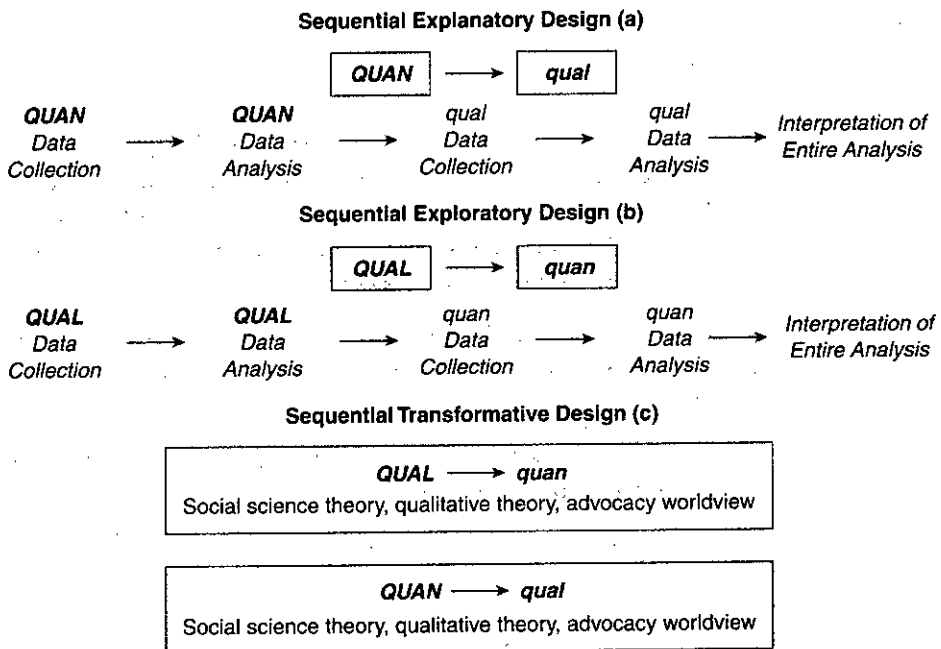 Sequential Explanatory Design (a)
QUAN → qual
QUAN QUAN qual qual
Data → Data → Data → Data → Interpretation of
Collection Analysis Collection Analysis Entire Analysis
Sequential Exploratory Design (b)
QUAL → quan
QUAL QUAL quan quan
Data → Data → Data → Data → Interpretation of
Collection Analysis Collection Analysis Entire Analysis
Sequential Transformative Design (c)
QUAL → quan
Social science theory, qualitative theory, advocacy worldview
QUAN → qual
Social science theory, qualitative theory, advocacy worldview